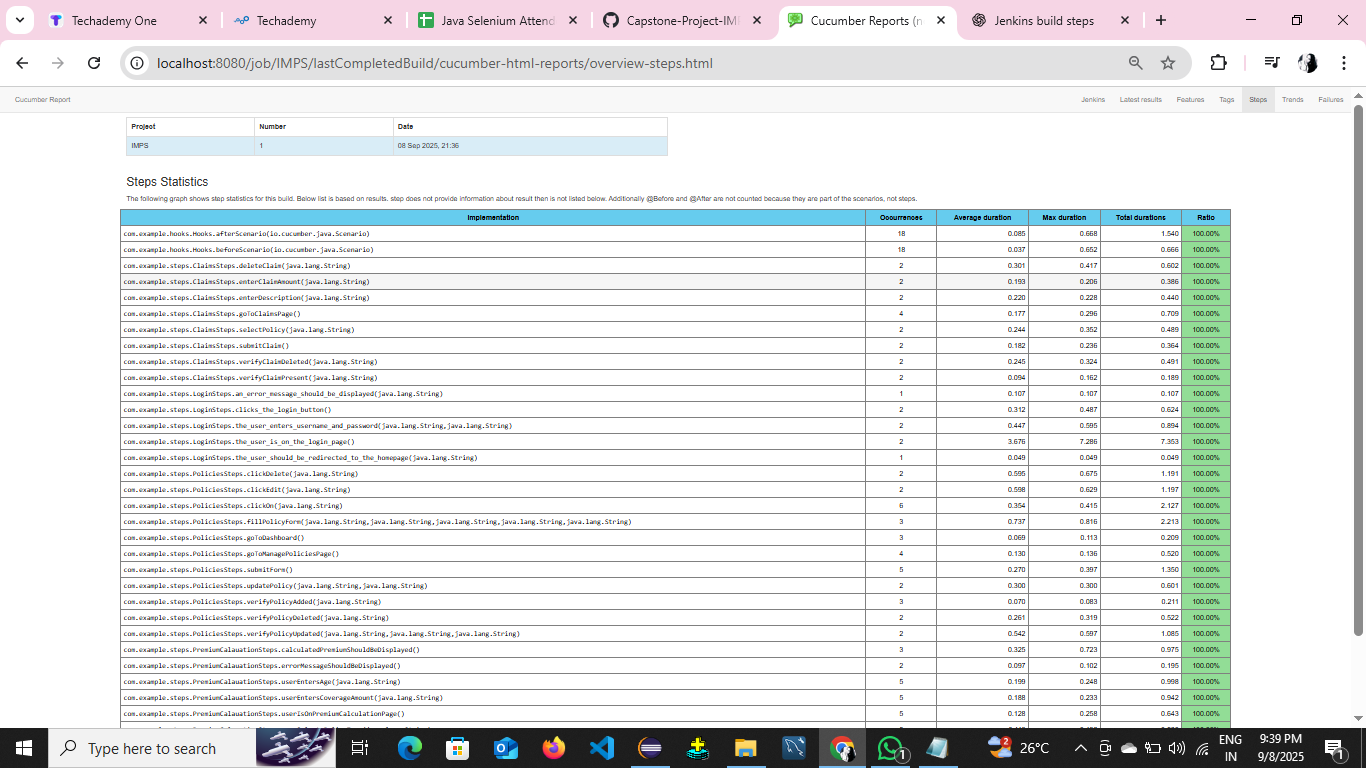 Techademy One
Techademy
Java Selenium Attend
Capstone-Project-IM
Cucumber Reports (n
Jenkins build steps
localhost:8080/job/IMPS/lastCompletedBuild/cucumber-html-reports/overview-steps.html
Cucumber Report Jenkins Latest results Features Tags Steps Trends Failures
Project Number Date
IMPS 1 08 Sep 2025, 21:36
Steps Statistics
The following graph shows step statistics for this build. Below list is based on results. step does not provide information about result then is not listed below. Additionally @Before and @After are not counted because they are part of the scenarios, not steps.
Implementation Occurrences Average duration Max duration Total durations Ratio
com.example.hooks.Hooks.afterScenario(io.cucumber.java.Scenario) 18 0.085 0.668 1.540 100.00%
com.example.hooks.Hooks.beforeScenario(io.cucumber.java.Scenario) 18 0.037 0.652 0.666 100.00%
com.example.steps.ClaimsSteps.deleteClaim(java.lang.String) 2 0.301 0.417 0.602 100.00%
com.example.steps.ClaimsSteps.enterClaimAmount(java.lang.String) 2 0.193 0.206 0.386 100.00%
com.example.steps.ClaimsSteps.enterDescription(java.lang.String) 2 0.220 0.228 0.440 100.00%
com.example.steps.ClaimsSteps.goToClaimsPage() 4 0.177 0.296 0.709 100.00%
com.example.steps.ClaimsSteps.selectPolicy(java.lang.String) 2 0.244 0.352 0.489 100.00%
com.example.steps.ClaimsSteps.submitClaim() 2 0.182 0.236 0.364 100.00%
com.example.steps.ClaimsSteps.verifyClaimDeleted(java.lang.String) 2 0.245 0.324 0.491 100.00%
com.example.steps.ClaimsSteps.verifyClaimPresent(java.lang.String) 2 0.094 0.162 0.189 100.00%
com.example.steps.LoginSteps.an_error_message_should_be_displayed(java.lang.String) 1 0.107 0.107 0.107 100.00%
com.example.steps.LoginSteps.clicks_the_login_button() 2 0.312 0.487 0.624 100.00%
com.example.steps.LoginSteps.the_user_enters_username_and_password(java.lang.String,java.lang.String) 2 0.447 0.595 0.894 100.00%
com.example.steps.LoginSteps.the_user_is_on_the_login_page() 2 3.676 7.286 7.353 100.00%
com.example.steps.LoginSteps.the_user_should_be_redirected_to_the_homepage(java.lang.String) 1 0.049 0.049 0.049 100.00%
com.example.steps.PoliciesSteps.clickDelete(java.lang.String) 2 0.595 0.675 1.191 100.00%
com.example.steps.PoliciesSteps.clickEdit(java.lang.String) 2 0.598 0.629 1.197 100.00%
com.example.steps.PoliciesSteps.clickOn(java.lang.String) 6 0.354 0.415 2.127 100.00%
com.example.steps.PoliciesSteps.fillPolicyForm(java.lang.String,java.lang.String,java.lang.String,java.lang.String,java.lang.String) 3 0.737 0.816 2.213 100.00%
com.example.steps.PoliciesSteps.goToDashboard() 3 0.069 0.113 0.209 100.00%
com.example.steps.PoliciesSteps.goToManagePoliciesPage() 4 0.130 0.136 0.520 100.00%
com.example.steps.PoliciesSteps.submitForm() 5 0.270 0.397 1.350 100.00%
com.example.steps.PoliciesSteps.updatePolicy(java.lang.String,java.lang.String) 2 0.300 0.300 0.601 100.00%
com.example.steps.PoliciesSteps.verifyPolicyAdded(java.lang.String) 3 0.070 0.083 0.211 100.00%
com.example.steps.PoliciesSteps.verifyPolicyDeleted(java.lang.String) 2 0.261 0.319 0.522 100.00%
com.example.steps.PoliciesSteps.verifyPolicyUpdated(java.lang.String,java.lang.String,java.lang.String) 2 0.542 0.597 1.085 100.00%
com.example.steps.PremiumCalauationSteps.calculatedPremiumShouldBeDisplayed() 3 0.325 0.723 0.975 100.00%
com.example.steps.PremiumCalauationSteps.errorMessageShouldBeDisplayed() 2 0.097 0.102 0.195 100.00%
com.example.steps.PremiumCalauationSteps.userEntersAge(java.lang.String) 5 0.199 0.248 0.998 100.00%
com.example.steps.PremiumCalauationSteps.userEntersCoverageAmount(java.lang.String) 5 0.188 0.233 0.942 100.00%
com.example.steps.PremiumCalauationSteps.userIsOnPremiumCalculationPage() 5 0.128 0.258 0.643 100.00%
Type here to search
1
2
26°C
ENG
IN
9:39 PM
9/8/2025
1